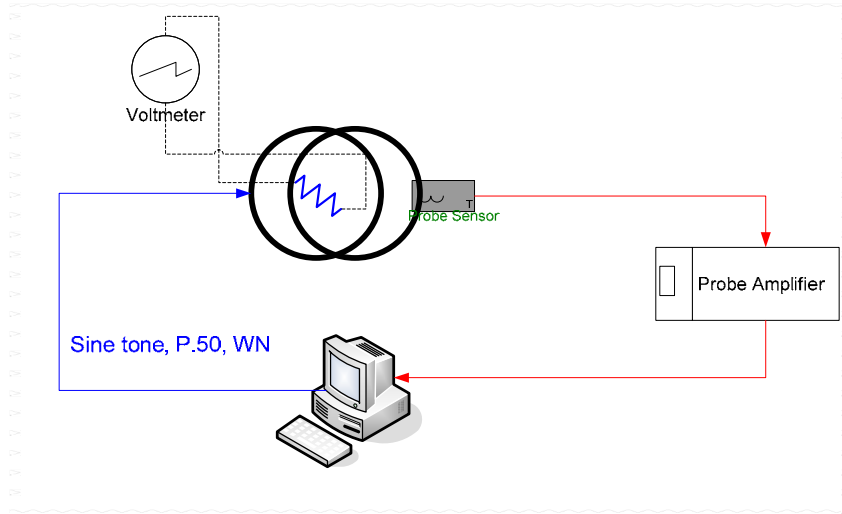 Voltmeter
T
Probe Sensor
Probe Amplifier
Sine tone, P.50, WN